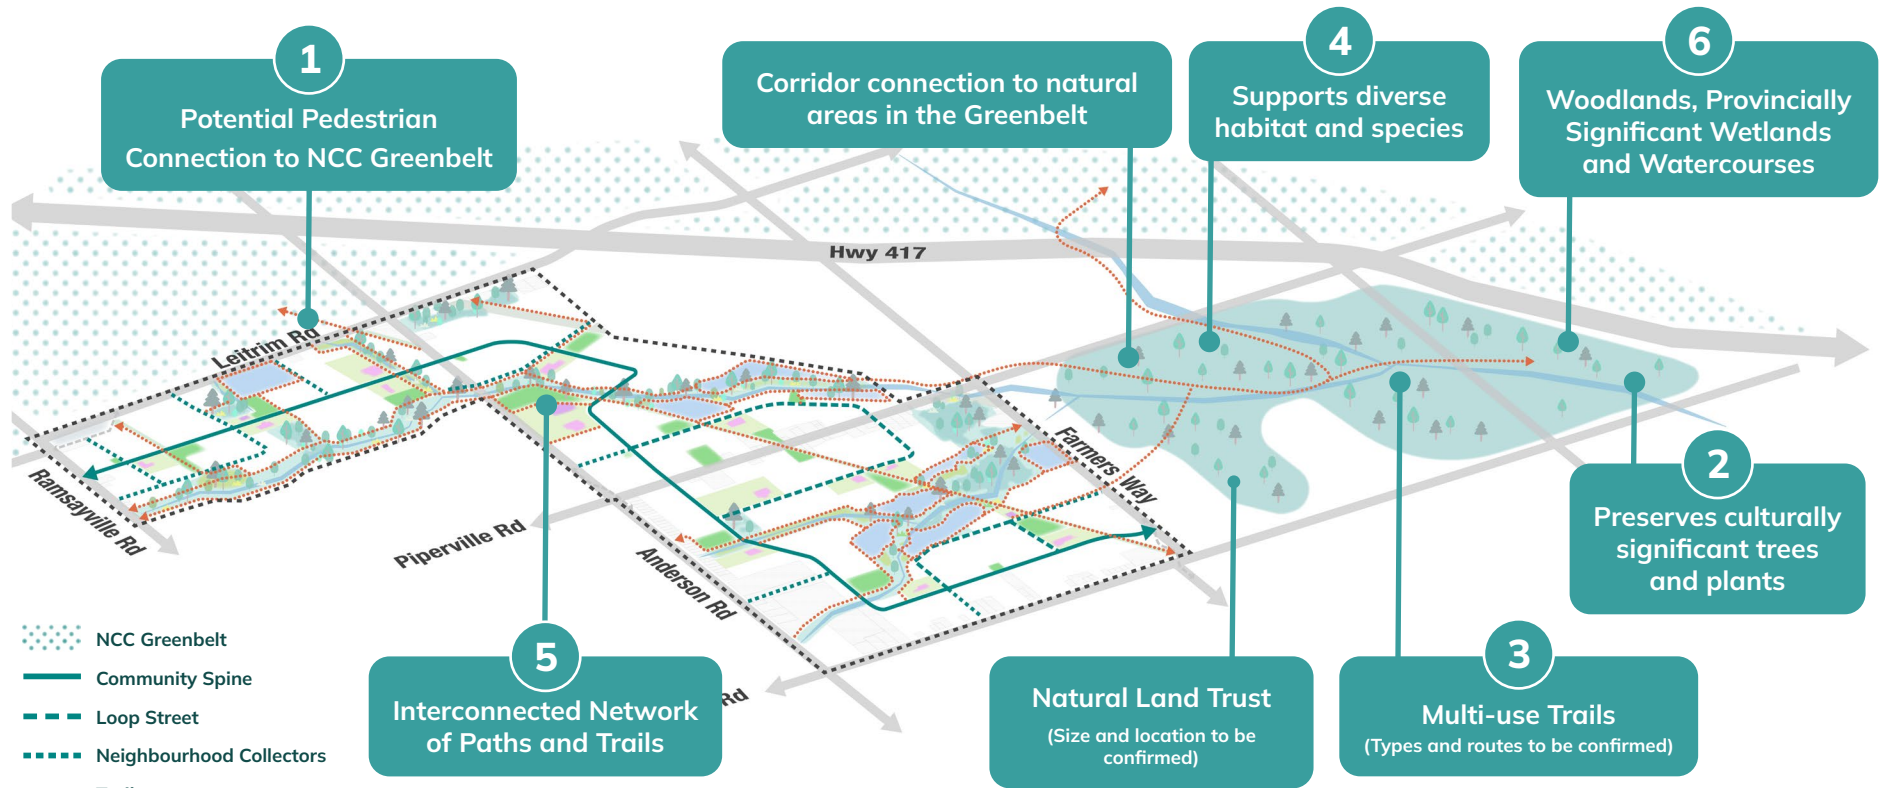 1
Potential Pedestrian
Connection to NCC Greenbelt
Corridor connection to natural
areas in the Greenbelt
4
Supports diverse
habitat and species
6
Woodlands, Provincially
Significant Wetlands
and Watercourses
Hwy 417
Leitrim Rd
Ramsayville Rd
Piperville Rd
Anderson Rd
Farmers Way
Rd
2
Preserves culturally
significant trees
and plants
5
Interconnected Network
of Paths and Trails
Natural Land Trust
(Size and location to be
confirmed)
3
Multi-use Trails
(Types and routes to be confirmed)
NCC Greenbelt
Community Spine
Loop Street
Neighbourhood Collectors